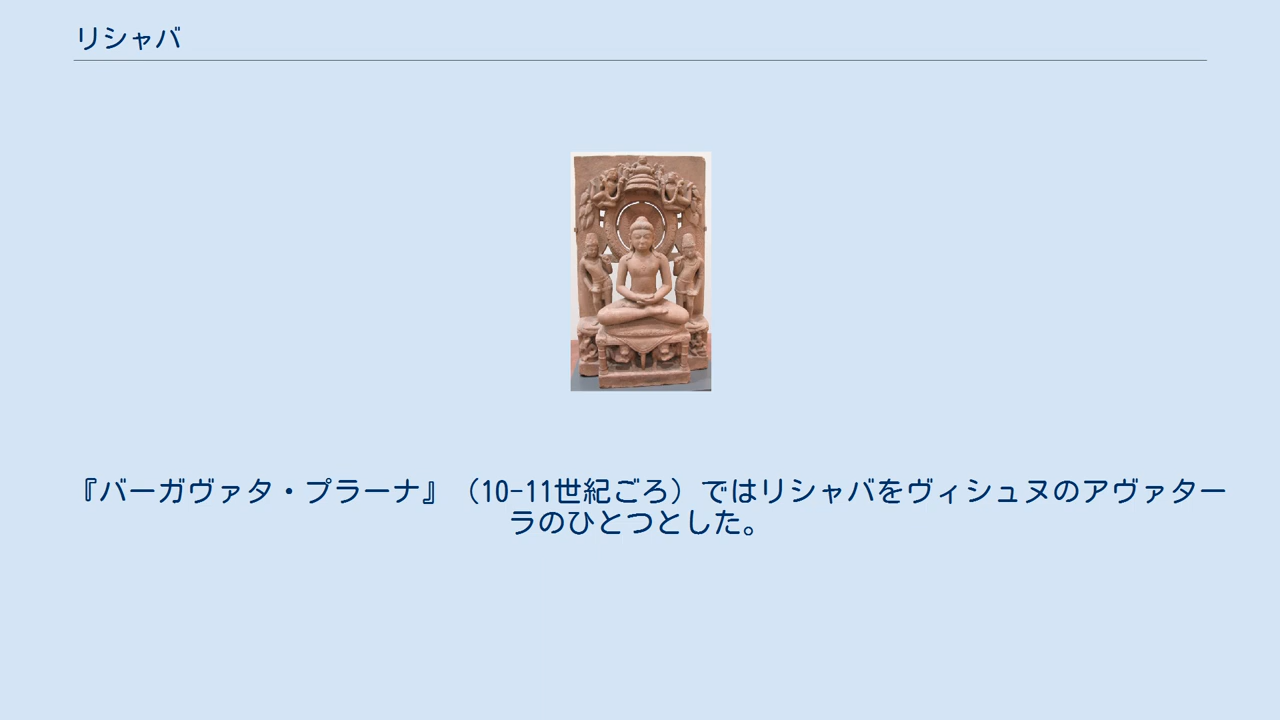 リシャバ
『バーガヴァタ・プラーナ』（10-11世紀ごろ）ではリシャバをヴィシュヌのアヴァター
ラのひとつとした。